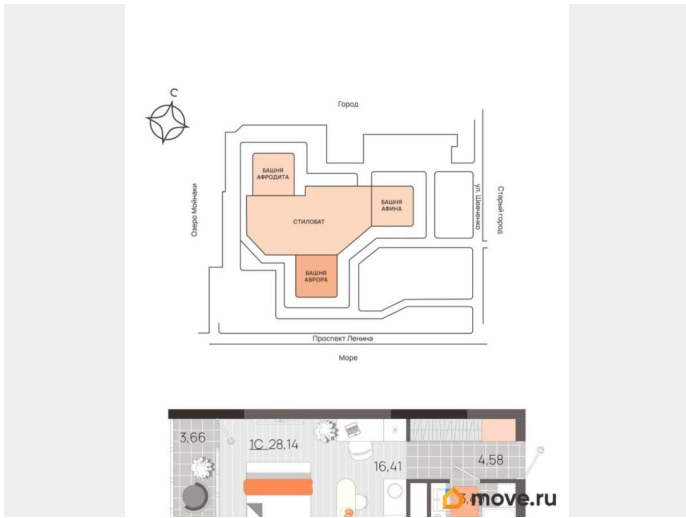 С
Город
БАШНЯ
АФРОДИТА
БАШНЯ
АФИНА
СТИЛОБАТ
БАШНЯ
АВРОРА
Озеро Мойнаки
ул. Шевченко
Старый город
Проспект Ленина
Море
3,66
1С 28,14
16,41
4,58
move.ru